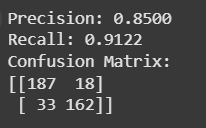 Precision: 0.8500
Recall: 0.9122
Confusion Matrix:
[[187  18]
 [ 33 162]]